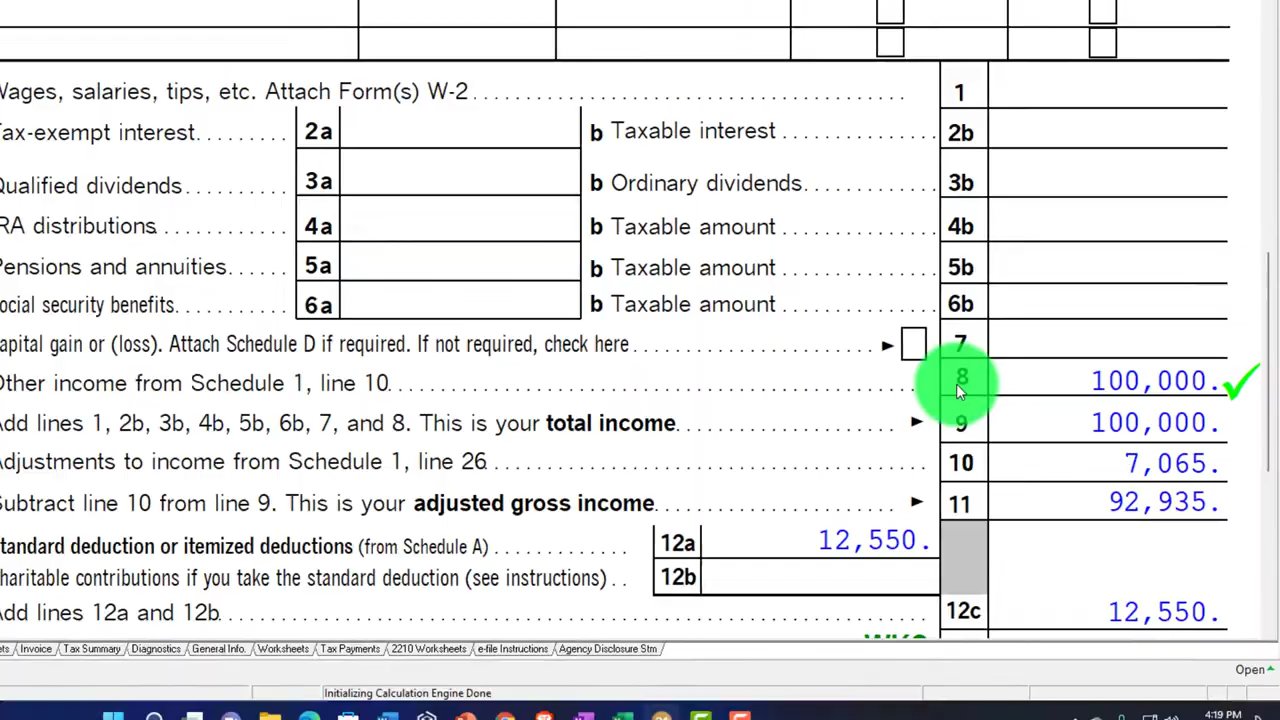 Wages, salaries, tips, etc. Attach Form(s) W-2 1
Tax-exempt interest 2a b Taxable interest 2b
Qualified dividends 3a b Ordinary dividends 3b
RA distributions 4a b Taxable amount 4b
Pensions and annuities 5a b Taxable amount 5b
ocial security benefits 6a b Taxable amount 6b
apital gain or (loss). Attach Schedule D if required. If not required, check here ► 7
Other income from Schedule 1, line 10 8 100,000.
Add lines 1, 2b, 3b, 4b, 5b, 6b, 7, and 8. This is your total income ► 9 100,000.
Adjustments to income from Schedule 1, line 26 10 7,065.
Subtract line 10 from line 9. This is your adjusted gross income ► 11 92,935.
tandard deduction or itemized deductions (from Schedule A) 12a 12,550.
haritable contributions if you take the standard deduction (see instructions) 12b
Add lines 12a and 12b 12c 12,550.
ets Invoice Tax Summary Diagnostics General Info. Worksheets Tax Payments 2210 Worksheets e-file Instructions Agency Disclosure Stm
Open
Initializing Calculation Engine Done
4:19 PM